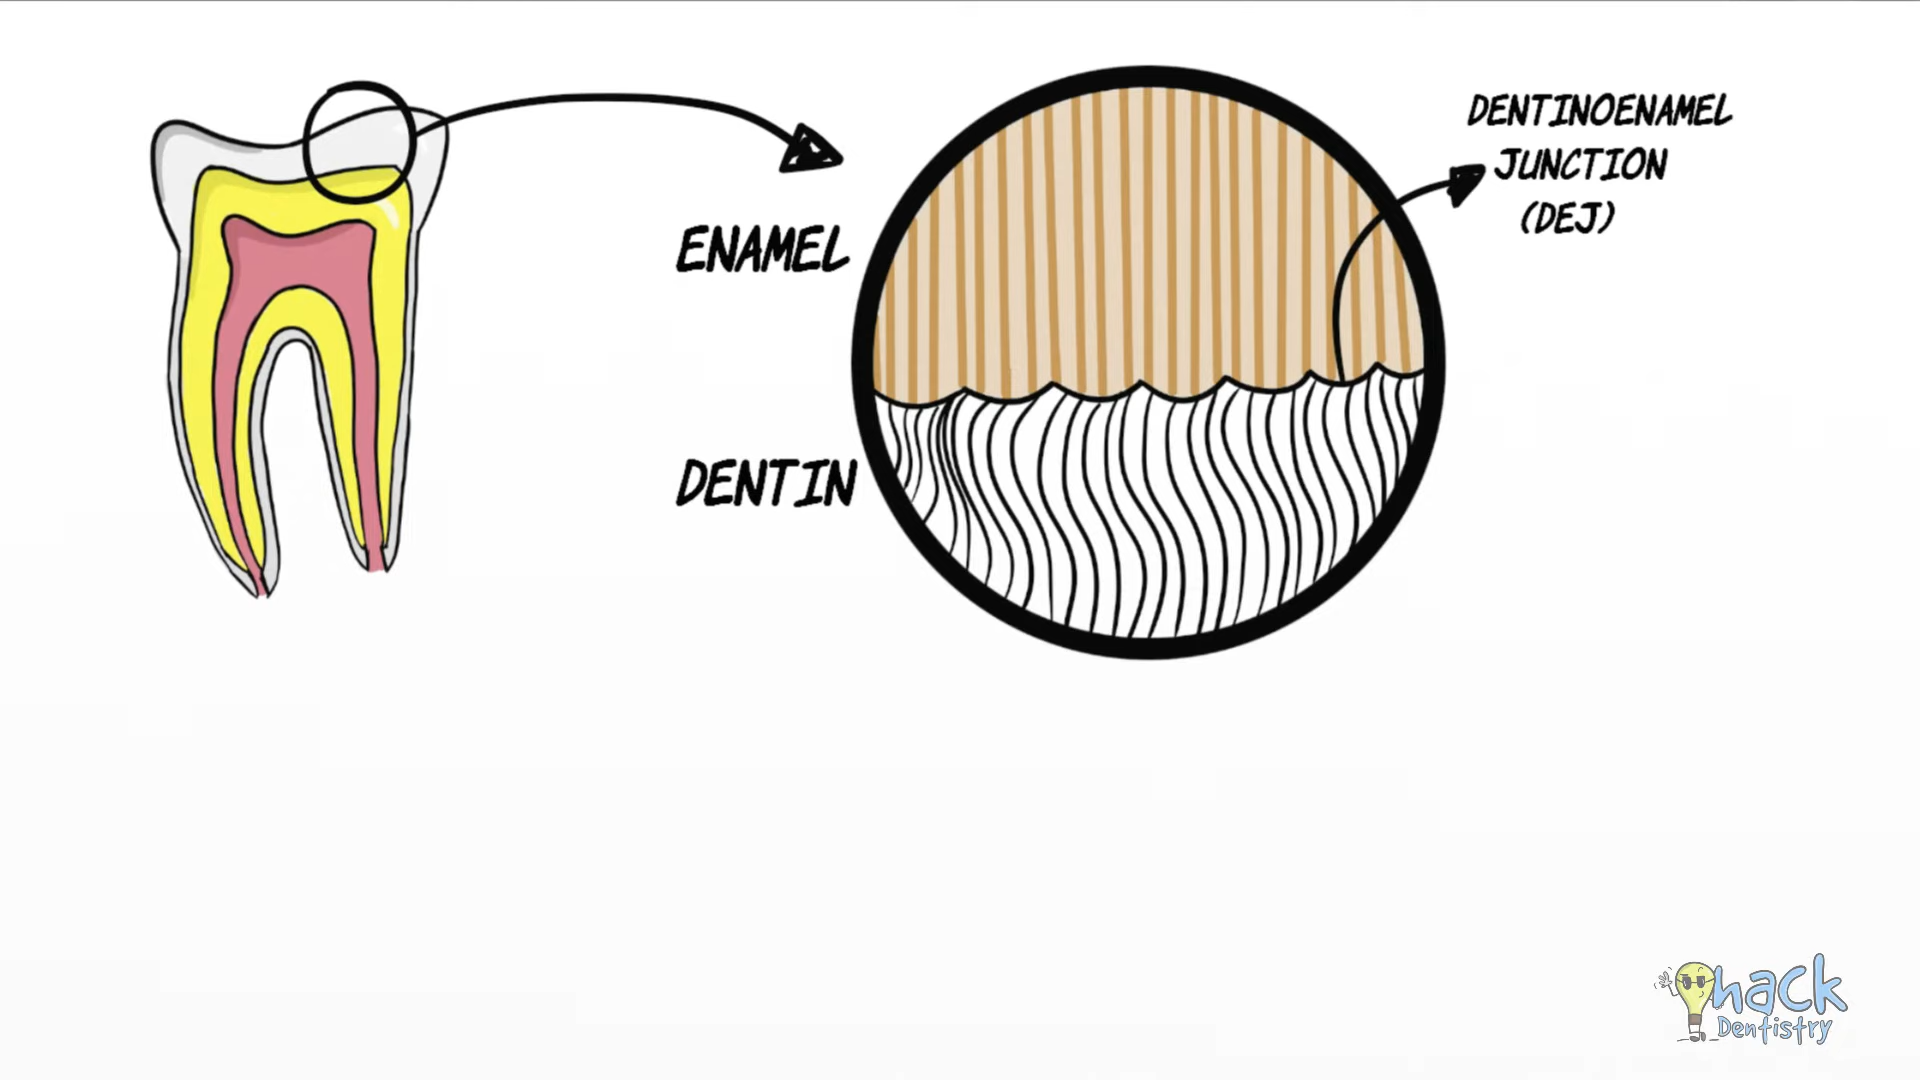 DENTINOENAMEL
JUNCTION
(DEJ)
ENAMEL
DENTIN
hack
Dentistry